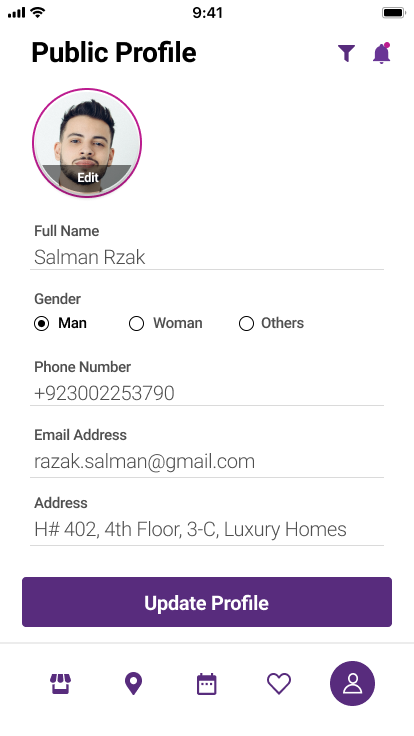 9:41
Public Profile
Edit
Full Name
Salman Rzak
Gender
Man Woman Others
Phone Number
+923002253790
Email Address
razak.salman@gmail.com
Address
H# 402, 4th Floor, 3-C, Luxury Homes
Update Profile